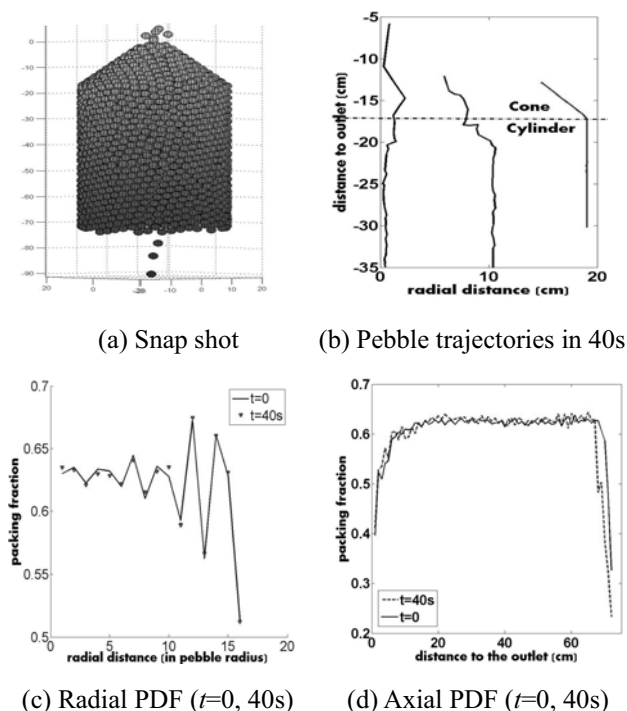 0
-10
-20
-30
-40
-50
-60
-70
-80
-90
20 10 0 -10 20 10 0 -10 20
(a) Snap shot
-5
-10
-15
-20
-25
-30
-35
distance to outlet (cm)
Cone
Cylinder
0 10 20
radial distance (cm)
(b) Pebble trajectories in 40s
0.7
0.65
0.6
0.55
0.5
packing fraction
t=0
t=40s
0 5 10 15 20
radial distance (in pebble radius)
(c) Radial PDF (t=0, 40s)
0.7
0.6
0.5
0.4
0.3
0.2
packing fraction
t=40s
t=0
0 20 40 60
distance to the outlet (cm)
(d) Axial PDF (t=0, 40s)